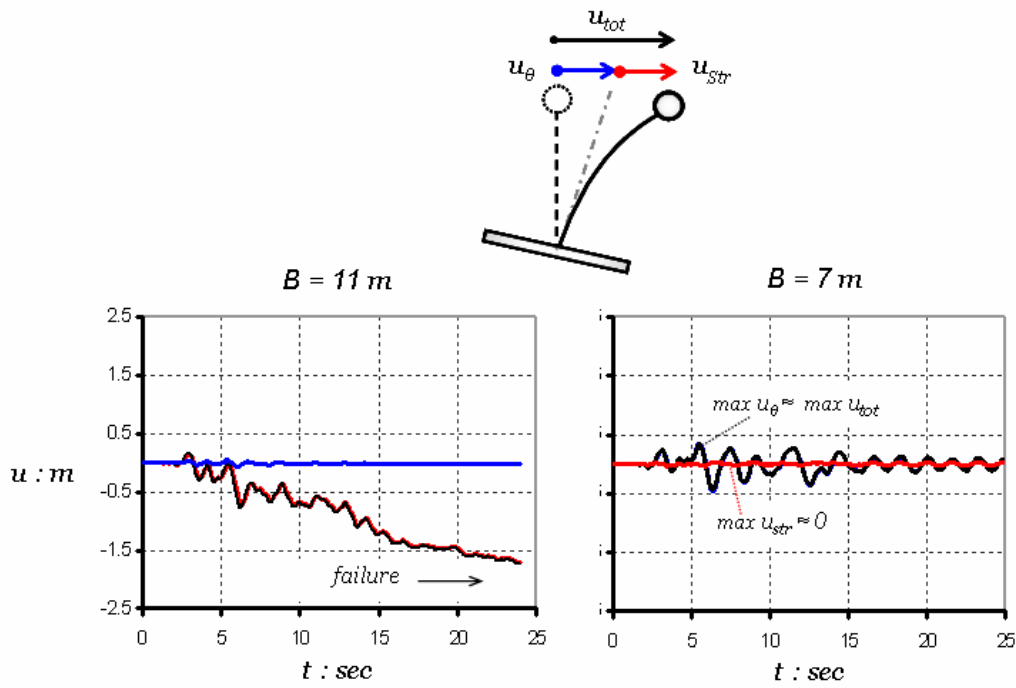 u_tot
u_θ u_Str
B = 11 m B = 7 m
2.5 i
1.5 i
max u_θ ≈ max u_tot
0.5 i
u : m
-0.5 i
max u_str ≈ 0
-1.5 i
failure
-2.5 i
0 5 10 15 20 25 0 5 10 15 20 25
t : sec t : sec